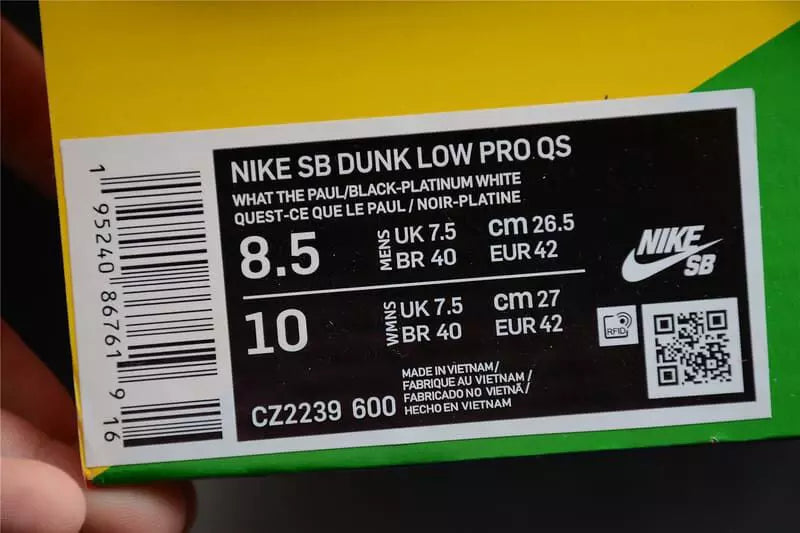 NIKE SB DUNK LOW PRO QS
WHAT THE PAUL/BLACK-PLATINUM WHITE
QUEST-CE QUE LE PAUL / NOIR-PLATINE
8.5 MENS UK 7.5 cm 26.5
BR 40 EUR 42
10 WMNS UK 7.5 cm 27
BR 40 EUR 42
MADE IN VIETNAM/
FABRIQUE AU VIETNAM/
FABRICADO NO VIETNÃ/
HECHO EN VIETNAM
CZ2239 600
NIKE
SB
RFID
1 95240 86761 9 16